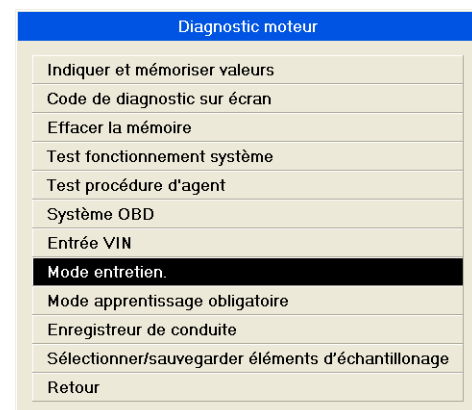 Diagnostic moteur
Indiquer et mémoriser valeurs
Code de diagnostic sur écran
Effacer la mémoire
Test fonctionnement système
Test procédure d'agent
Système OBD
Entrée VIN
Mode entretien.
Mode apprentissage obligatoire
Enregistreur de conduite
Sélectionner/sauvegarder éléments d'échantillonage
Retour